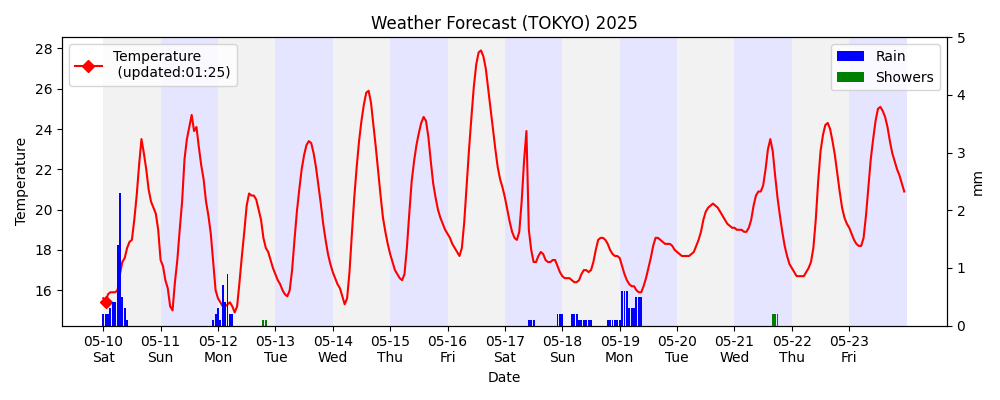 Weather Forecast (TOKYO) 2025
Temperature
(updated:01:25)
Rain
Showers
28
26
24
22
20
18
16
Temperature
5
4
3
2
1
0
mm
05-10 05-11 05-12 05-13 05-14 05-15 05-16 05-17 05-18 05-19 05-20 05-21 05-22 05-23
Sat Sun Mon Tue Wed Thu Fri Sat Sun Mon Tue Wed Thu Fri
Date